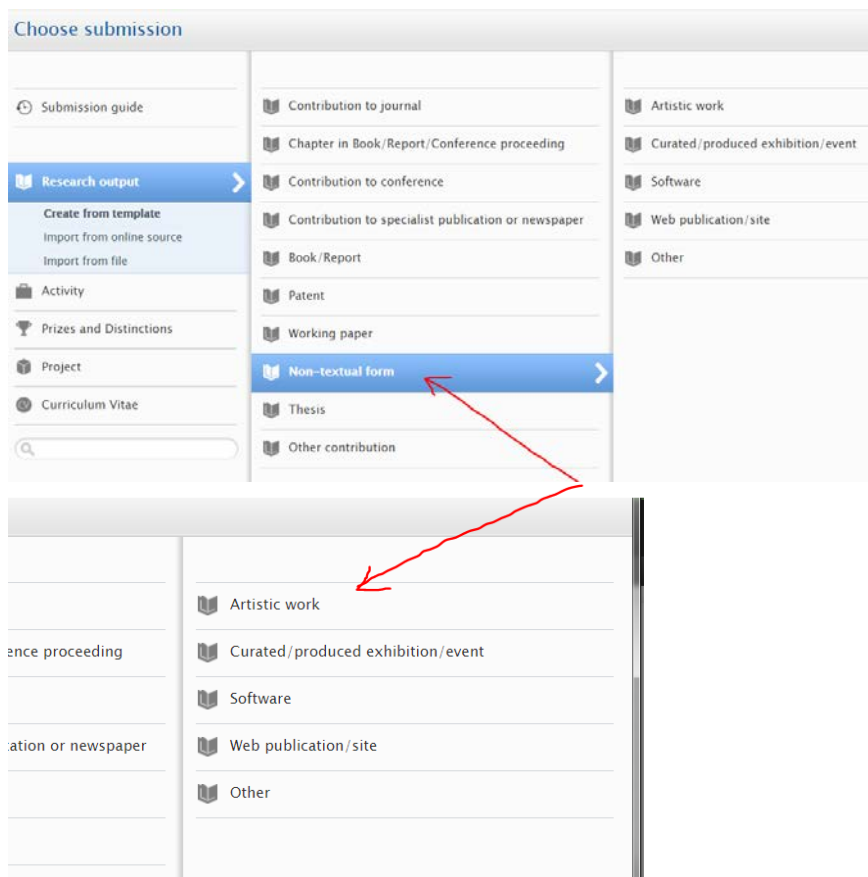 Choose submission
Submission guide
Research output
Create from template
Import from online source
Import from file
Activity
Prizes and Distinctions
Project
Curriculum Vitae
Contribution to journal
Chapter in Book/Report/Conference proceeding
Contribution to conference
Contribution to specialist publication or newspaper
Book/Report
Patent
Working paper
Non-textual form
Thesis
Other contribution
Artistic work
Curated/produced exhibition/event
Software
Web publication/site
Other
ence proceeding
ation or newspaper
Artistic work
Curated/produced exhibition/event
Software
Web publication/site
Other